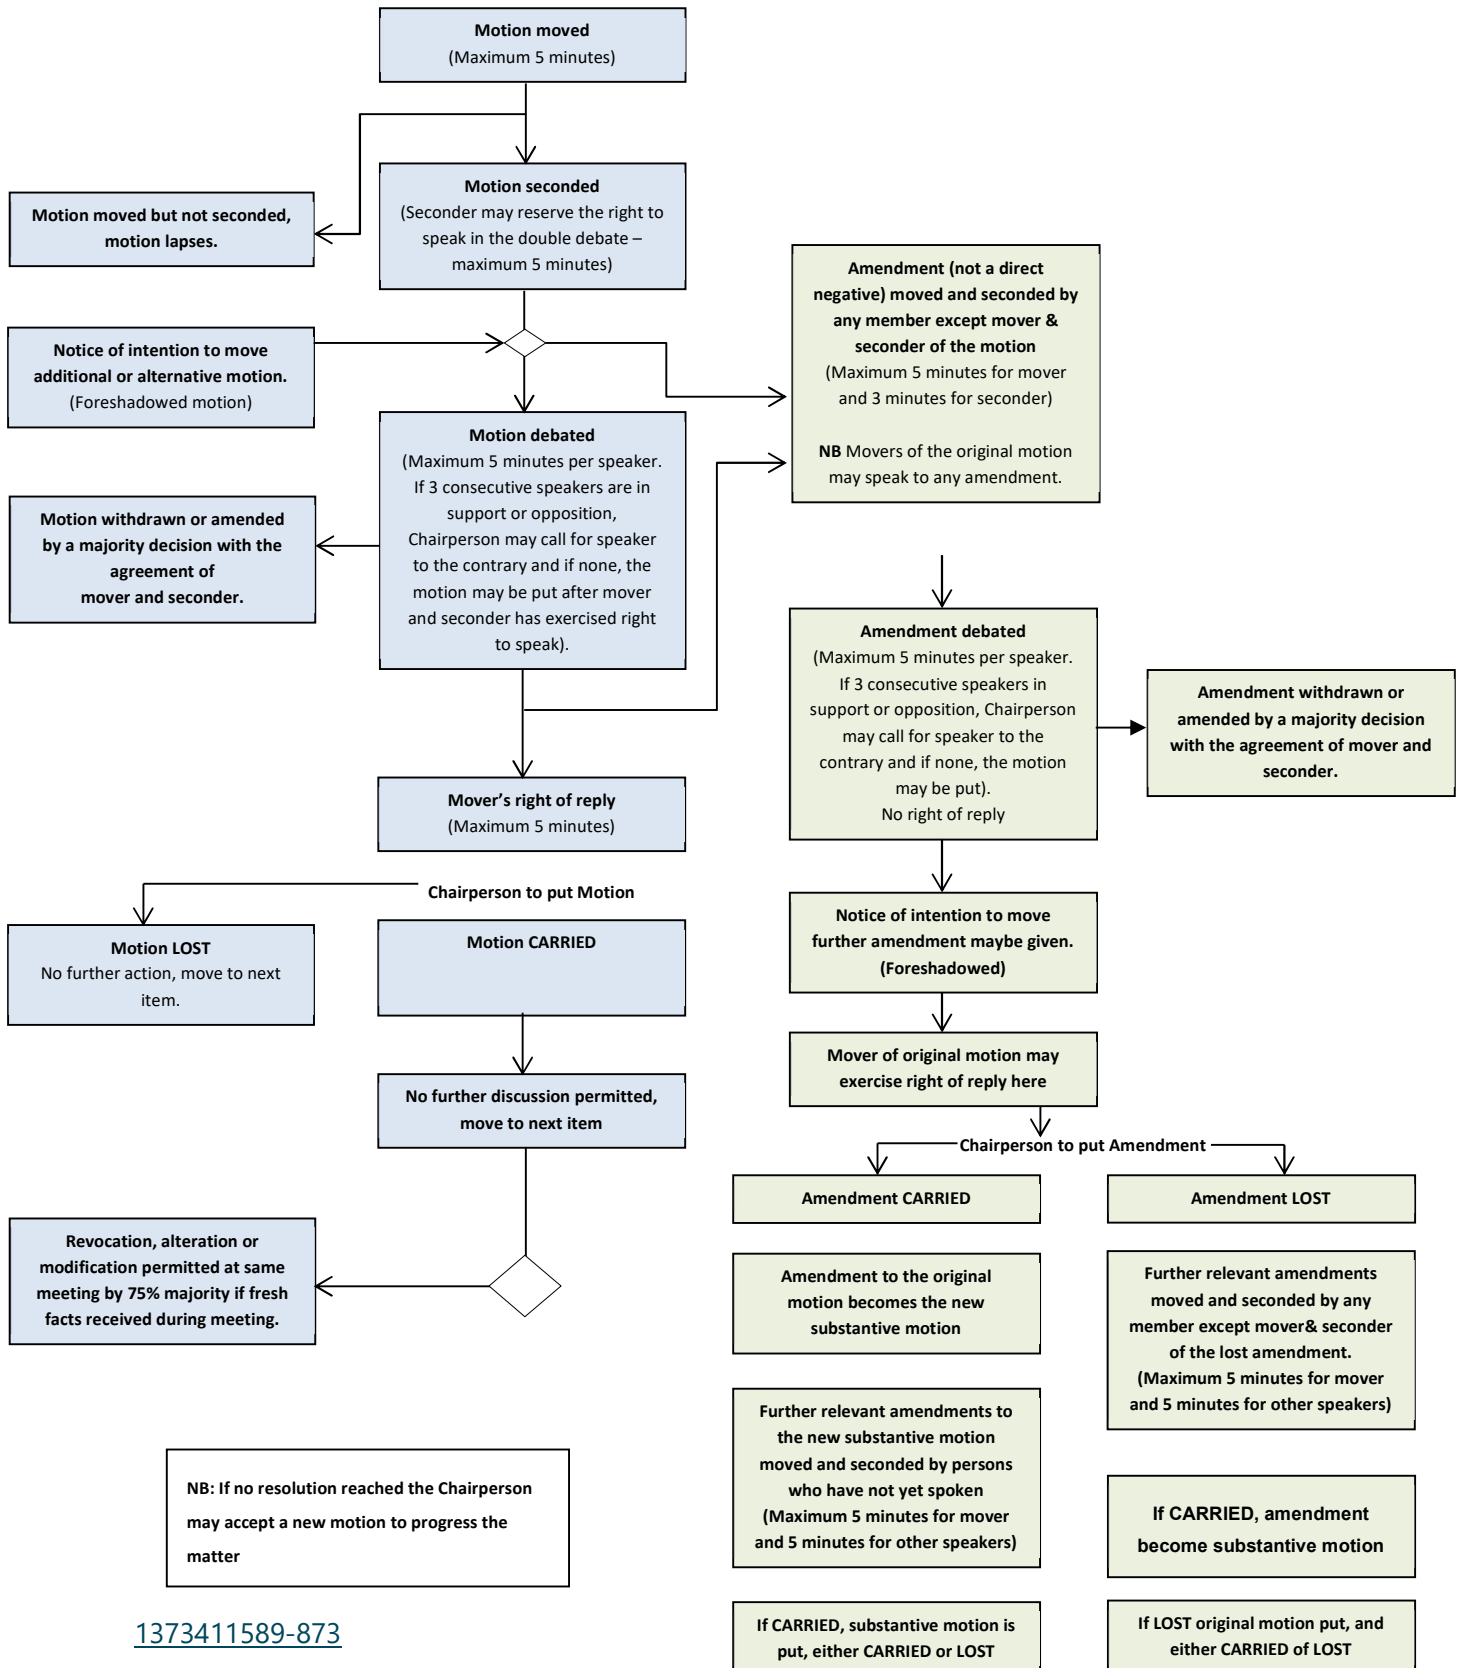 Motion moved
(Maximum 5 minutes)
Motion seconded
(Seconder may reserve the right to
speak in the double debate –
maximum 5 minutes)
Motion moved but not seconded,
motion lapses.
Notice of intention to move
additional or alternative motion.
(Foreshadowed motion)
Motion debated
(Maximum 5 minutes per speaker.
If 3 consecutive speakers are in
support or opposition,
Chairperson may call for speaker
to the contrary and if none, the
motion may be put after mover
and seconder has exercised right
to speak).
Motion withdrawn or amended
by a majority decision with the
agreement of
mover and seconder.
Mover’s right of reply
(Maximum 5 minutes)
Chairperson to put Motion
Motion LOST
No further action, move to next
item.
Motion CARRIED
No further discussion permitted,
move to next item
Revocation, alteration or
modification permitted at same
meeting by 75% majority if fresh
facts received during meeting.
NB: If no resolution reached the Chairperson
may accept a new motion to progress the
matter
1373411589-873
Amendment (not a direct
negative) moved and seconded by
any member except mover &
seconder of the motion
(Maximum 5 minutes for mover
and 3 minutes for seconder)
NB Movers of the original motion
may speak to any amendment.
Amendment debated
(Maximum 5 minutes per speaker.
If 3 consecutive speakers in
support or opposition, Chairperson
may call for speaker to the
contrary and if none, the motion
may be put).
No right of reply
Amendment withdrawn or
amended by a majority decision
with the agreement of mover and
seconder.
Notice of intention to move
further amendment maybe given.
(Foreshadowed)
Mover of original motion may
exercise right of reply here
Chairperson to put Amendment
Amendment CARRIED
Amendment to the original
motion becomes the new
substantive motion
Further relevant amendments to
the new substantive motion
moved and seconded by persons
who have not yet spoken
(Maximum 5 minutes for mover
and 5 minutes for other speakers)
If CARRIED, substantive motion is
put, either CARRIED or LOST
Amendment LOST
Further relevant amendments
moved and seconded by any
member except mover& seconder
of the lost amendment.
(Maximum 5 minutes for mover
and 5 minutes for other speakers)
If CARRIED, amendment
become substantive motion
If LOST original motion put, and
either CARRIED of LOST